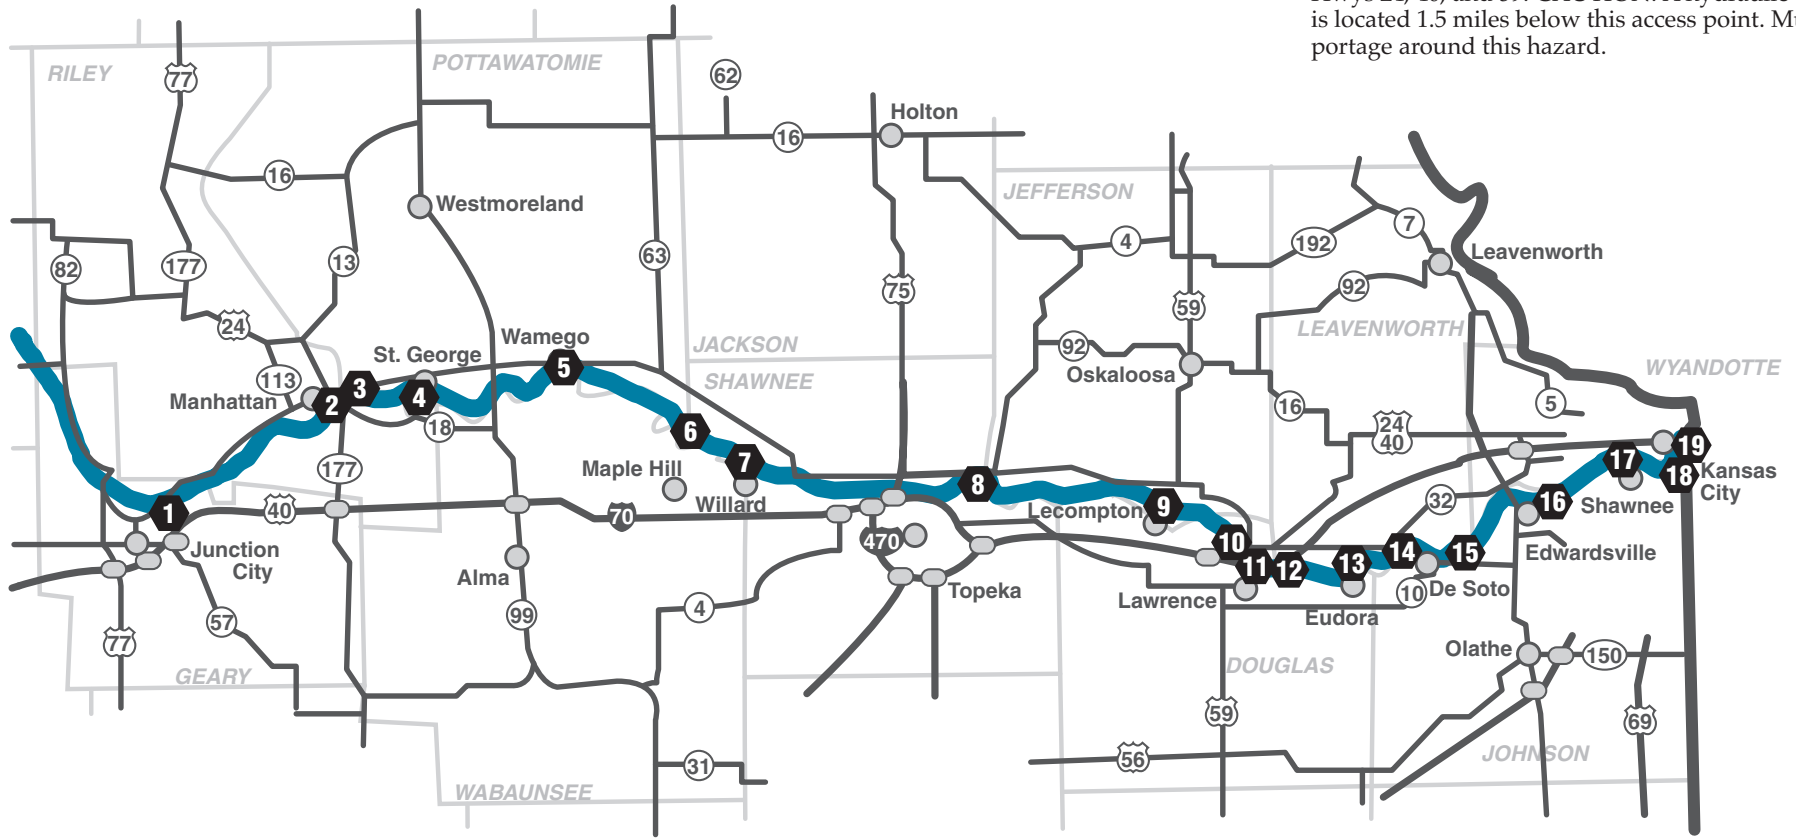 is located 1.5 miles below this access point. M
portage around this hazard.
RILEY
77
POTTAWATOMIE
62
16
Holton
16
Westmoreland
JEFFERSON
7
4
192
Leavenworth
82
177
13
63
75
92
59
24
Wamego
JACKSON
LEAVENWORTH
St. George
92
WYANDOTTE
113
SHAWNEE
Oskaloosa
Manhattan
2
3
4
5
18
16
5
24
40
6
19
177
Maple Hill
7
17
18
Kansas
City
Willard
8
1
40
70
Lecompton
9
32
16
Shawnee
470
10
Junction
City
Edwardsville
11
12
13
14
15
Alma
Topeka
Lawrence
10
De Soto
Eudora
99
4
57
77
Olathe
150
GEARY
DOUGLAS
59
69
JOHNSON
56
31
WABAUNSEE